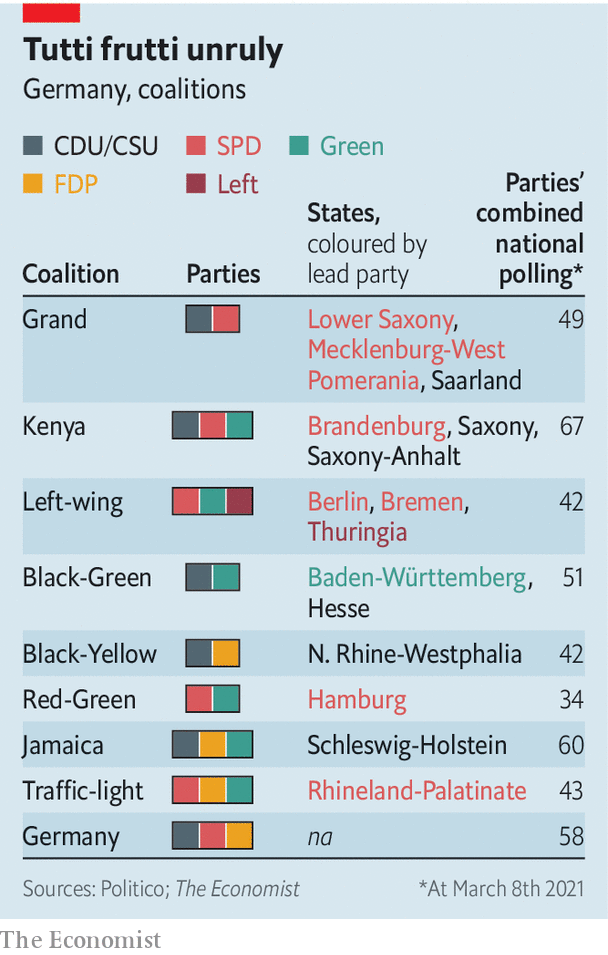 Tutti frutti unruly
Germany, coalitions
CDU/CSU SPD Green
FDP Left
Coalition Parties States, coloured by lead party Parties' combined national polling*
Grand Lower Saxony, 49
Mecklenburg-West
Pomerania, Saarland
Kenya Brandenburg, Saxony, 67
Saxony-Anhalt
Left-wing Berlin, Bremen, 42
Thuringia
Black-Green Baden-Württemberg, 51
Hesse
Black-Yellow N. Rhine-Westphalia 42
Red-Green Hamburg 34
Jamaica Schleswig-Holstein 60
Traffic-light Rhineland-Palatinate 43
Germany na 58
Sources: Politico; The Economist *At March 8th 2021
The Economist